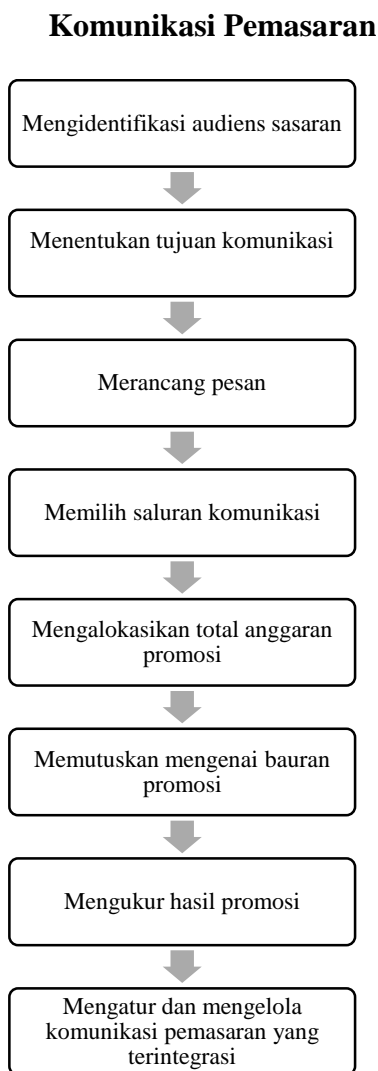 Komunikasi Pemasaran
Mengidentifikasi audiens sasaran
Menentukan tujuan komunikasi
Merancang pesan
Memilih saluran komunikasi
Mengalokasikan total anggaran
promosi
Memutuskan mengenai bauran
promosi
Mengukur hasil promosi
Mengatur dan mengelola
komunikasi pemasaran yang
terintegrasi